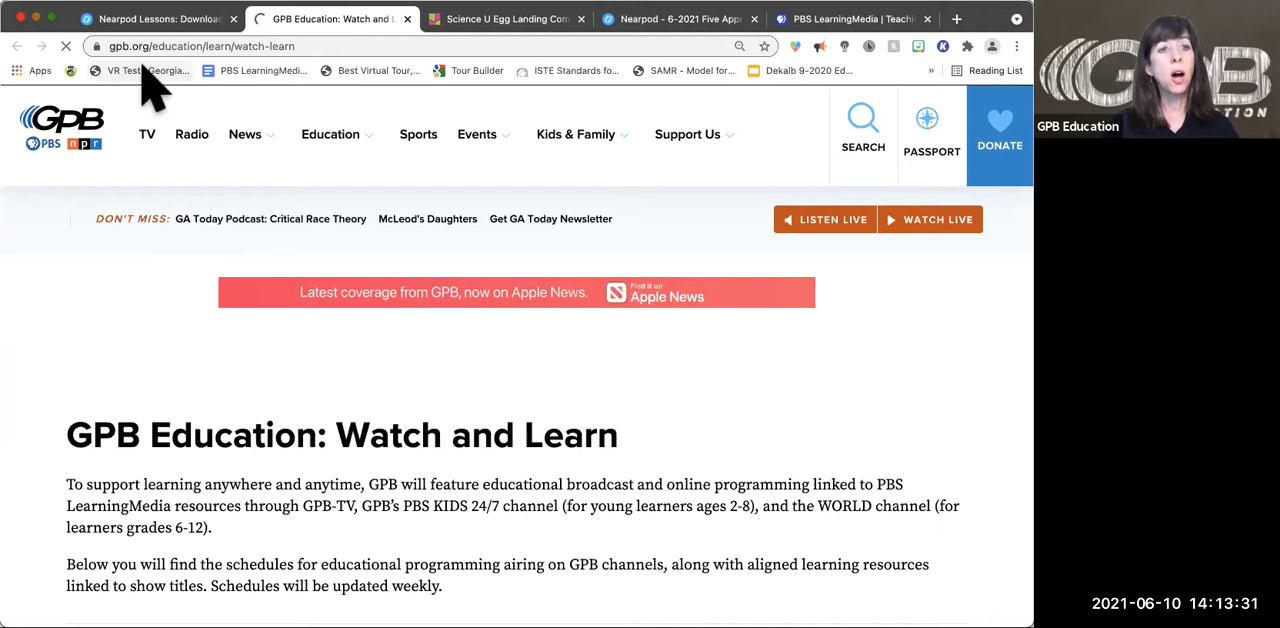 Nearpod Lessons: Downloac
GPB Education: Watch and L
Science U Egg Landing Con
Nearpod - 6-2021 Five Appr
PBS LearningMedia | Teachi
gpb.org/education/learn/watch-learn
Apps
VR Test Georgia...
PBS LearningMedi...
Best Virtual Tour,...
Tour Builder
ISTE Standards fo...
SAMR - Model for...
Dekalb 9-2020 Ed...
»
Reading List
GPB
PBS npr
TV
Radio
News
Education
Sports
Events
Kids & Family
Support Us
SEARCH
PASSPORT
DONATE
DON'T MISS: GA Today Podcast: Critical Race Theory McLeod's Daughters Get GA Today Newsletter
LISTEN LIVE
WATCH LIVE
Latest coverage from GPB, now on Apple News.
Find it on
Apple News
GPB Education: Watch and Learn
To support learning anywhere and anytime, GPB will feature educational broadcast and online programming linked to PBS
LearningMedia resources through GPB-TV, GPB's PBS KIDS 24/7 channel (for young learners ages 2-8), and the WORLD channel (for
learners grades 6-12).
Below you will find the schedules for educational programming airing on GPB channels, along with aligned learning resources
linked to show titles. Schedules will be updated weekly.
GPB Education
2021-06-10 14:13:31